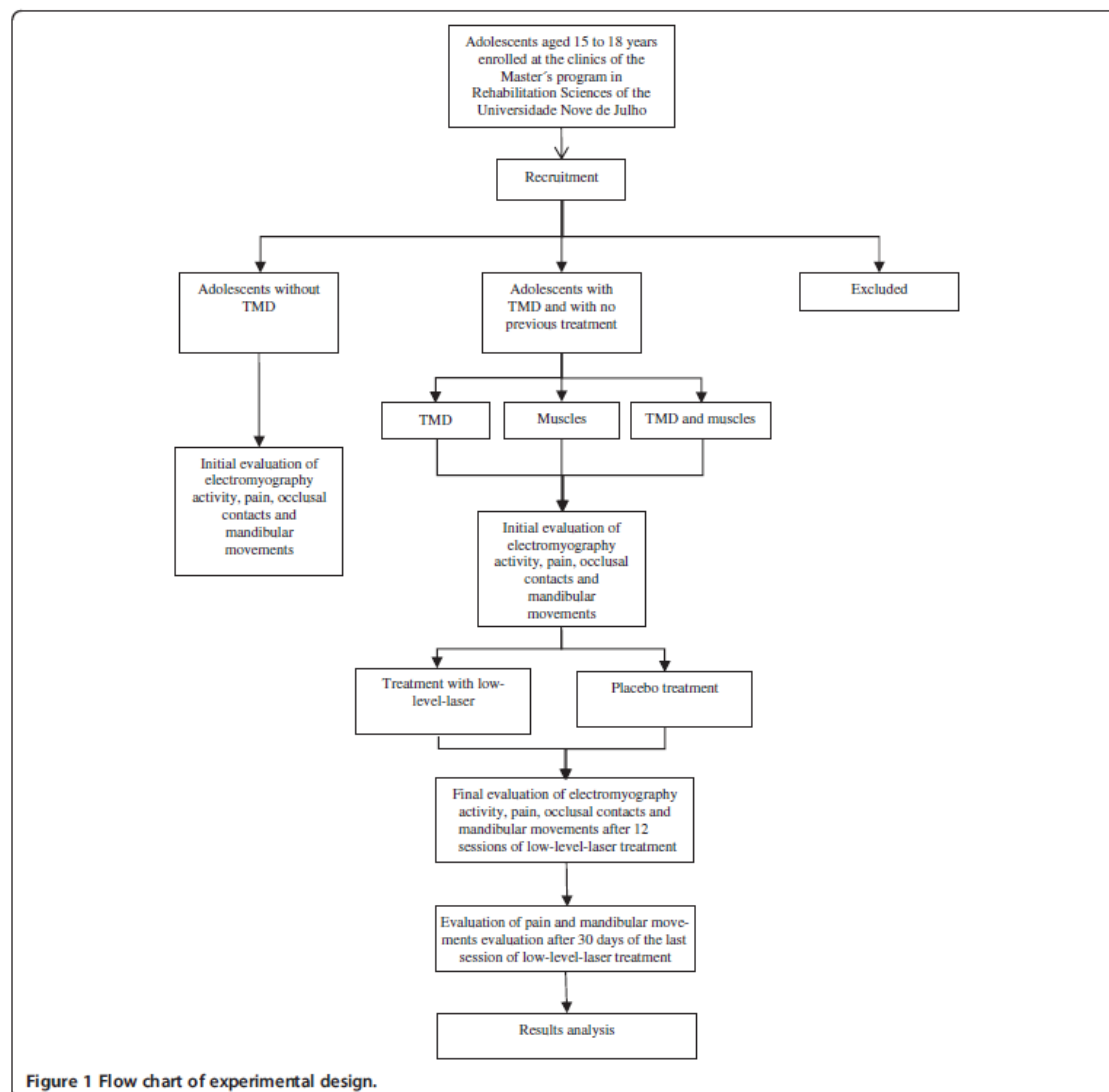 Adolescents aged 15 to 18 years
enrolled at the clinics of the
Master´s program in
Rehabilitation Sciences of the
Universidade Nove de Julho
Recruitment
Adolescents without
TMD
Adolescents with
TMD and with no
previous treatment
Excluded
TMD
Muscles
TMD and muscles
Initial evaluation of
electromyography
activity, pain, occlusal
contacts and
mandibular
movements
Initial evaluation of
electromyography
activity, pain, occlusal
contacts and
mandibular
movements
Treatment with low-
level-laser
Placebo treatment
Final evaluation of electromyography
activity, pain, occlusal contacts and
mandibular movements after 12
sessions of low-level-laser treatment
Evaluation of pain and mandibular move-
ments evaluation after 30 days of the last
session of low-level-laser treatment
Results analysis
Figure 1 Flow chart of experimental design.